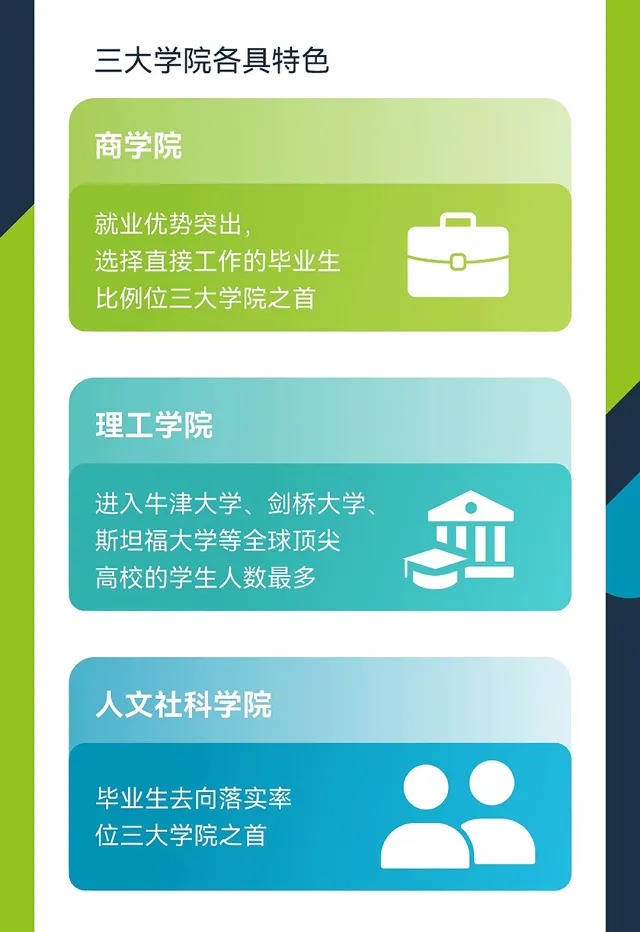 三大学院各具特色
商学院
就业优势突出，
选择直接工作的毕业生
比例位三大学院之首
理工学院
进入牛津大学、剑桥大学、
斯坦福大学等全球顶尖
高校的学生人数最多
人文社科学院
毕业生去向落实率
位三大学院之首